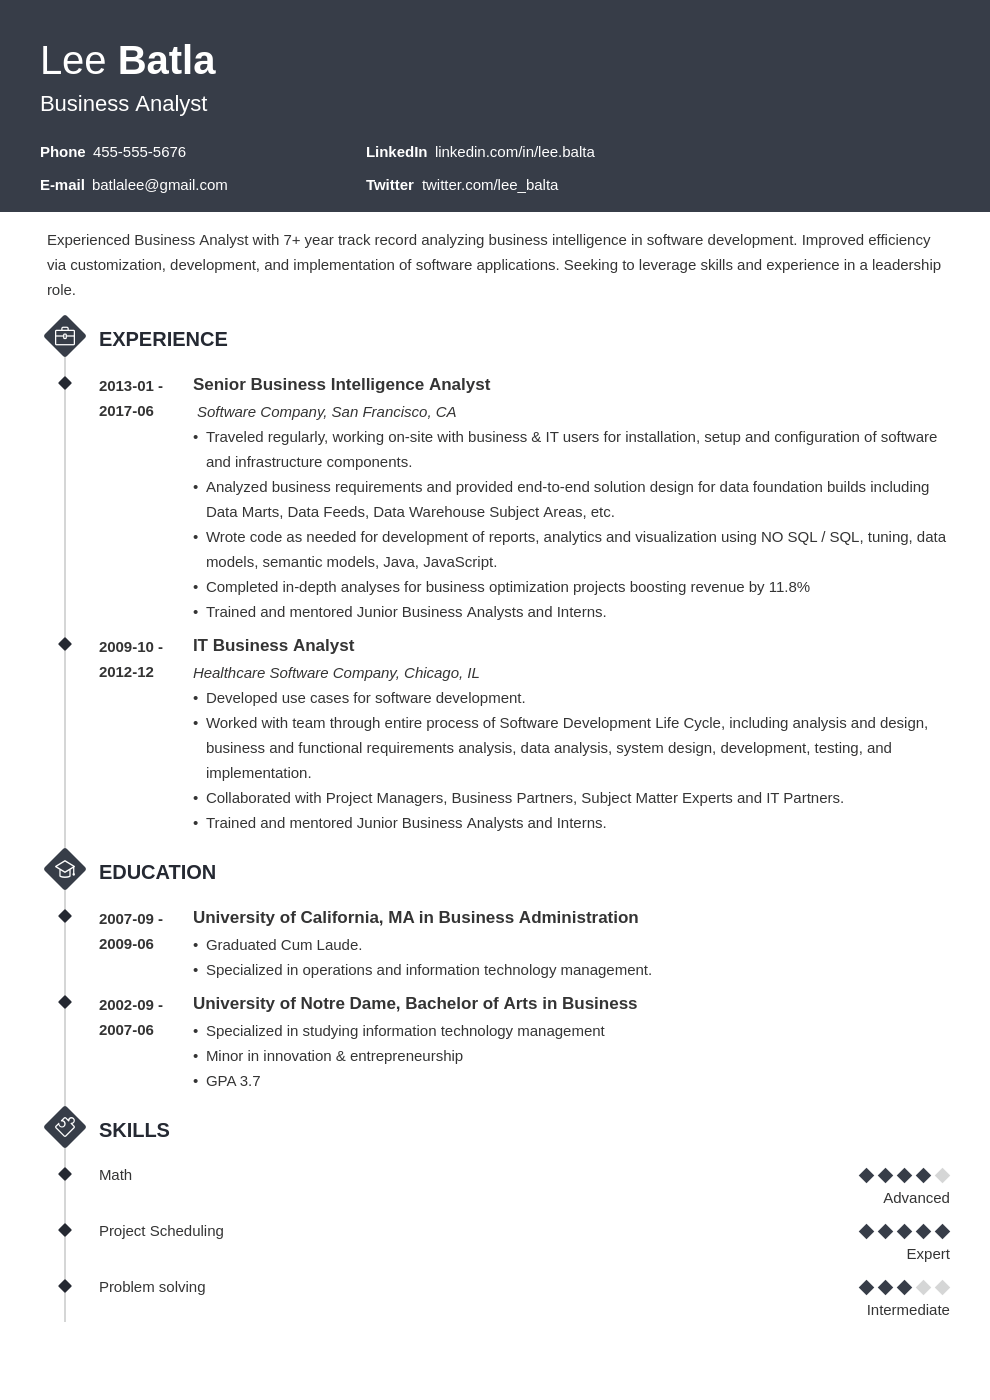 Lee Batla
Business Analyst
Phone 455-555-5676
LinkedIn linkedin.com/in/lee.balta
E-mail batlalee@gmail.com
Twitter twitter.com/lee_balta
Experienced Business Analyst with 7+ year track record analyzing business intelligence in software development. Improved efficiency
via customization, development, and implementation of software applications. Seeking to leverage skills and experience in a leadership
role.
EXPERIENCE
2013-01 -
2017-06
Senior Business Intelligence Analyst
Software Company, San Francisco, CA
• Traveled regularly, working on-site with business & IT users for installation, setup and configuration of software
and infrastructure components.
• Analyzed business requirements and provided end-to-end solution design for data foundation builds including
Data Marts, Data Feeds, Data Warehouse Subject Areas, etc.
• Wrote code as needed for development of reports, analytics and visualization using NO SQL / SQL, tuning, data
models, semantic models, Java, JavaScript.
• Completed in-depth analyses for business optimization projects boosting revenue by 11.8%
• Trained and mentored Junior Business Analysts and Interns.
2009-10 -
2012-12
IT Business Analyst
Healthcare Software Company, Chicago, IL
• Developed use cases for software development.
• Worked with team through entire process of Software Development Life Cycle, including analysis and design,
business and functional requirements analysis, data analysis, system design, development, testing, and
implementation.
• Collaborated with Project Managers, Business Partners, Subject Matter Experts and IT Partners.
• Trained and mentored Junior Business Analysts and Interns.
EDUCATION
2007-09 -
2009-06
University of California, MA in Business Administration
• Graduated Cum Laude.
• Specialized in operations and information technology management.
2002-09 -
2007-06
University of Notre Dame, Bachelor of Arts in Business
• Specialized in studying information technology management
• Minor in innovation & entrepreneurship
• GPA 3.7
SKILLS
Math
Advanced
Project Scheduling
Expert
Problem solving
Intermediate